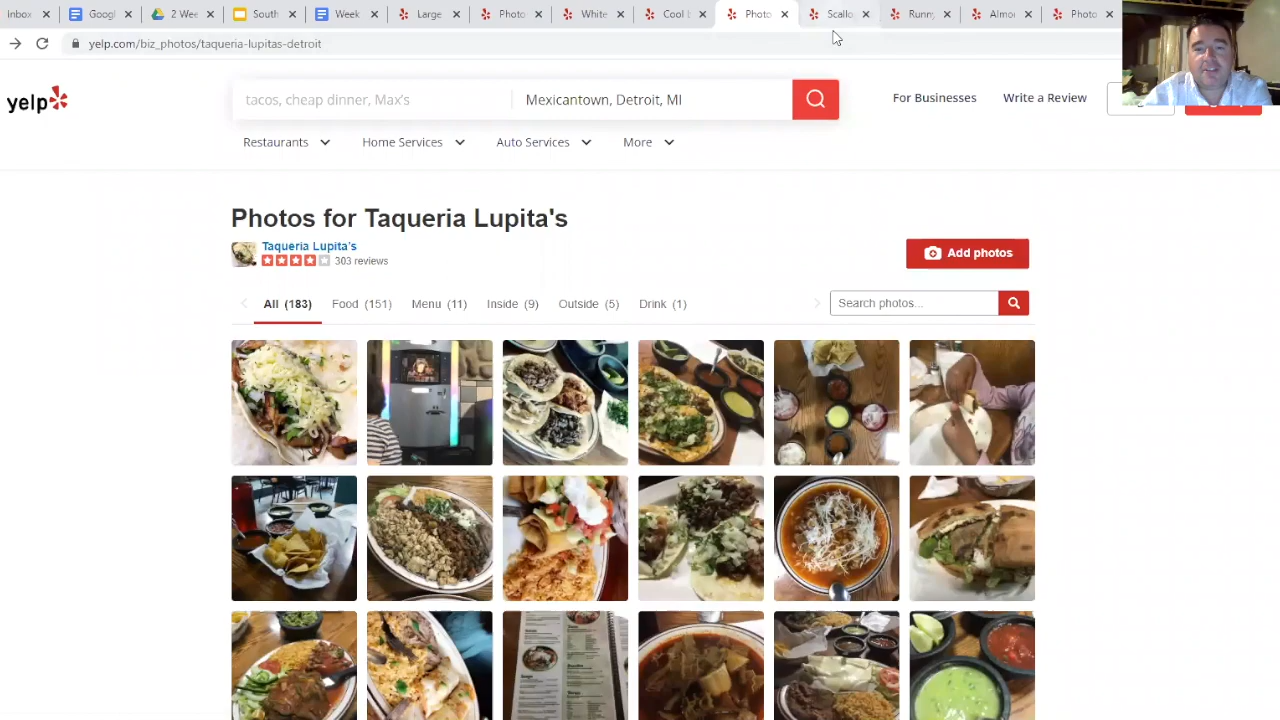 Inbox
Googl
2 Wee
South
Week
Large
Photo
White
Cool I
Photo
Scallo
Runny
Almo
Photo
yelp.com/biz_photos/taqueria-lupitas-detroit
yelp
tacos, cheap dinner, Max's
Mexicantown, Detroit, MI
For Businesses
Write a Review
Restaurants
Home Services
Auto Services
More
Photos for Taqueria Lupita's
Taqueria Lupita's
303 reviews
Add photos
All (183)
Food (151)
Menu (11)
Inside (9)
Outside (5)
Drink (1)
Search photos...